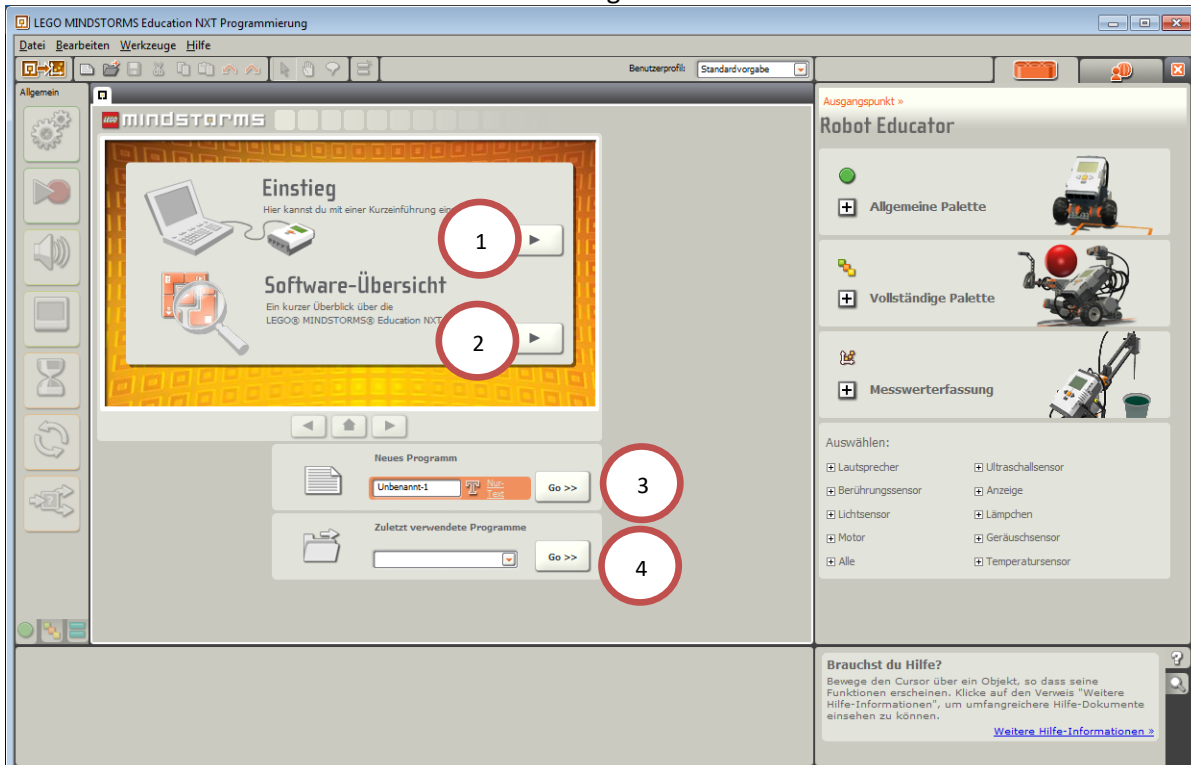 LEGO MINDSTORMS Education NXT Programmierung
Datei Bearbeiten Werkzeuge Hilfe
Benutzerprofil: Standardvorgabe
Allgemein
LEGO mindstorms
Einstieg
Hier kannst du mit einer Kurzeinführung
1
Software-Übersicht
Ein kurzer Überblick über die
LEGO® MINDSTORMS® Education NXT
2
Neues Programm
Unbenannt-1 T Nur-
Text
Go >>
3
Zuletzt verwendete Programme
Go >>
4
Ausgangspunkt »
Robot Educator
Allgemeine Palette
Vollständige Palette
Messwerterfassung
Auswählen:
Lautsprecher Ultraschallsensor
Berührungssensor Anzeige
Lichtsensor Lämpchen
Motor Geräuschsensor
Alle Temperatursensor
Brauchst du Hilfe?
Bewege den Cursor über ein Objekt, so dass seine
Funktionen erscheinen. Klicke auf den Verweis "Weitere
Hilfe-Informationen", um umfangreichere Hilfe-Dokumente
einsehen zu können.
Weitere Hilfe-Informationen »
?